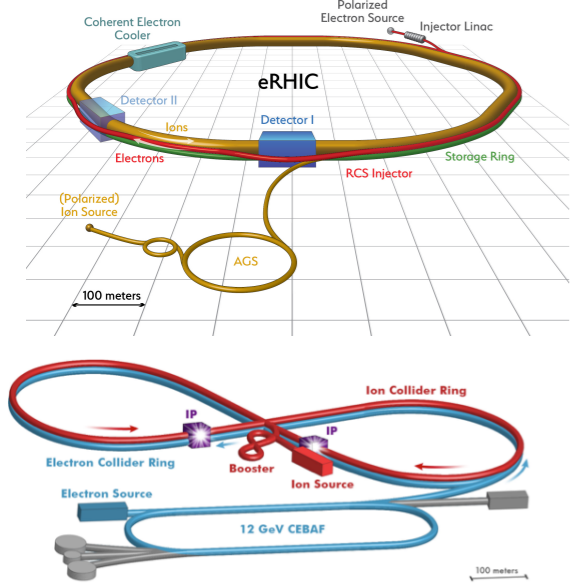 Polarized
Electron Source
Injector Linac
Coherent Electron
Cooler
eRHIC
Detector II
Detector I
Ions
Electrons
RCS Injector
Storage Ring
(Polarized)
Ion Source
AGS
100 meters
Ion Collider Ring
IP
IP
Electron Collider Ring
Booster
Ion Source
Electron Source
12 GeV CEBAF
100 meters